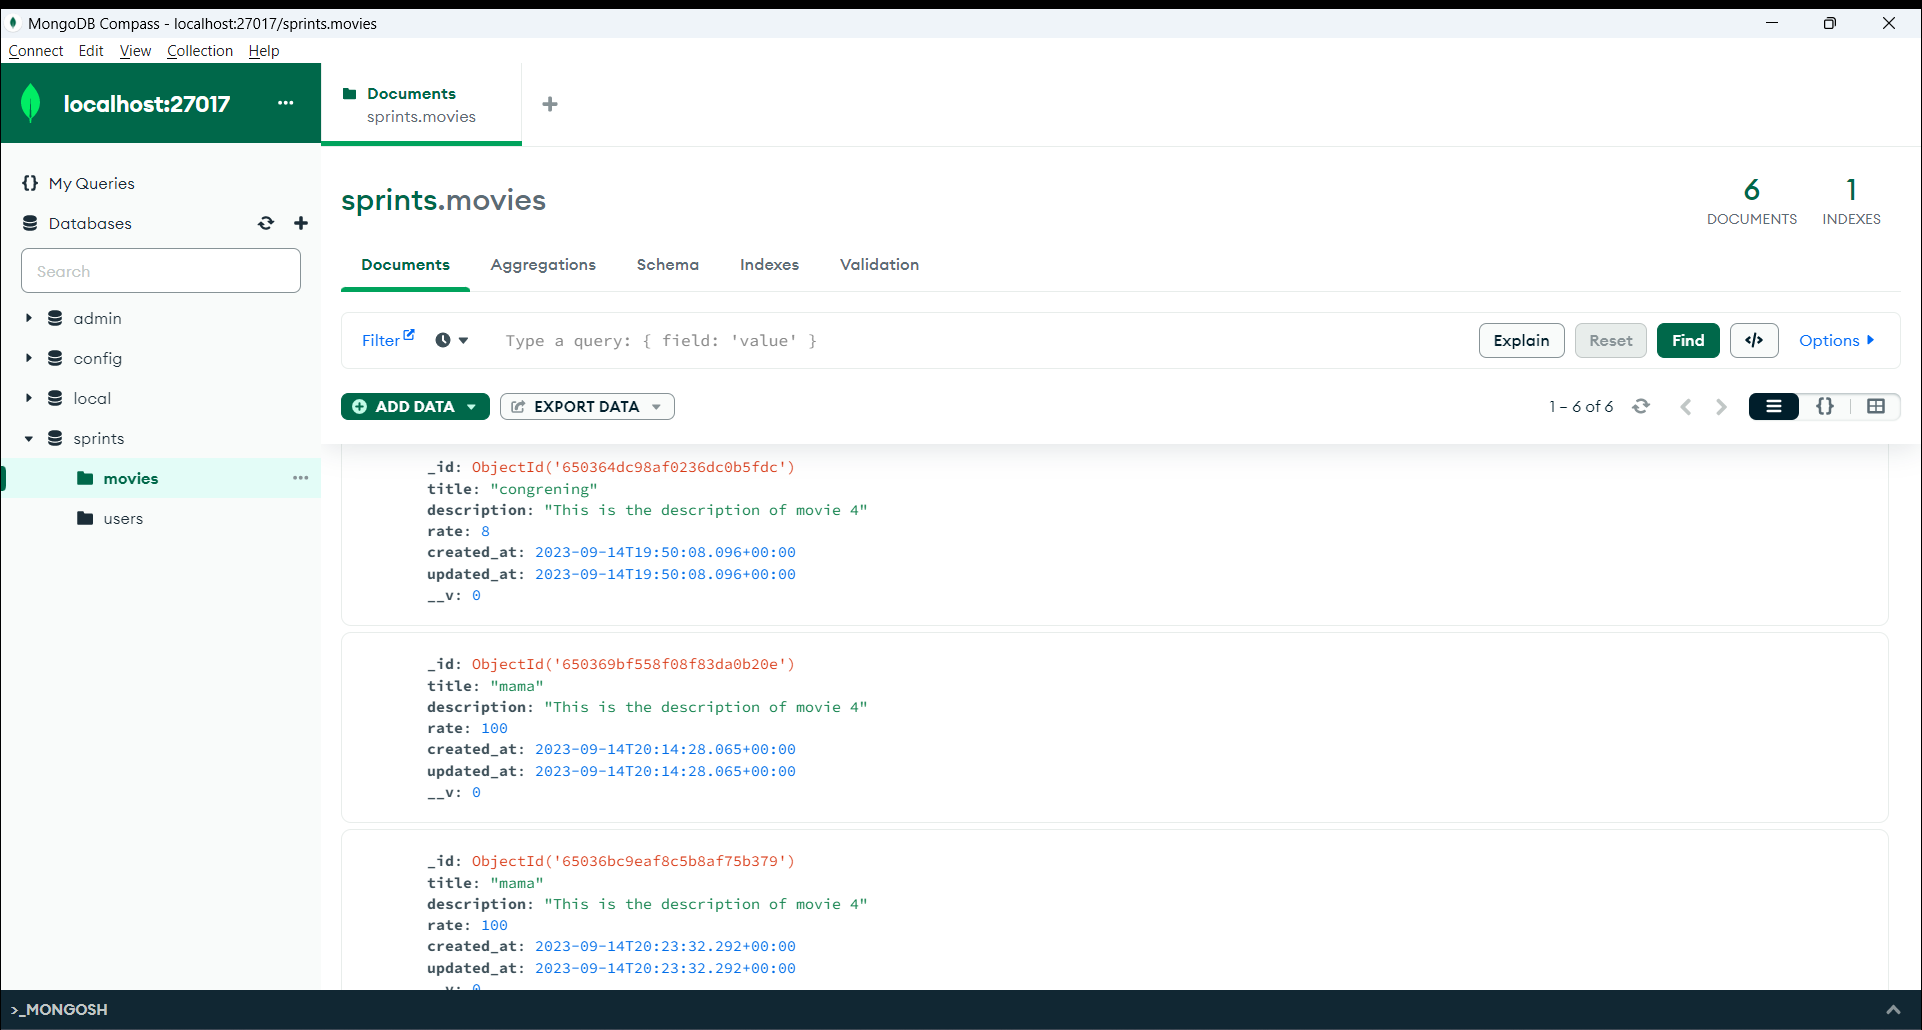 MongoDB Compass - localhost:27017/sprints.movies
Connect Edit View Collection Help
localhost:27017 ···
Documents
sprints.movies
+
{} My Queries
Databases
Search
admin
config
local
sprints
movies ···
users
sprints.movies
6
DOCUMENTS
1
INDEXES
Documents Aggregations Schema Indexes Validation
Filter Type a query: { field: 'value' } Explain Reset Find </> Options
ADD DATA EXPORT DATA 1 – 6 of 6 {}
_id: ObjectId('650364dc98af0236dc0b5fdc')
title: "congrening"
description: "This is the description of movie 4"
rate: 8
created_at: 2023-09-14T19:50:08.096+00:00
updated_at: 2023-09-14T19:50:08.096+00:00
__v: 0
_id: ObjectId('650369bf558f08f83da0b20e')
title: "mama"
description: "This is the description of movie 4"
rate: 100
created_at: 2023-09-14T20:14:28.065+00:00
updated_at: 2023-09-14T20:14:28.065+00:00
__v: 0
_id: ObjectId('65036bc9eaf8c5b8af75b379')
title: "mama"
description: "This is the description of movie 4"
rate: 100
created_at: 2023-09-14T20:23:32.292+00:00
updated_at: 2023-09-14T20:23:32.292+00:00
__v: 0
>_MONGOSH